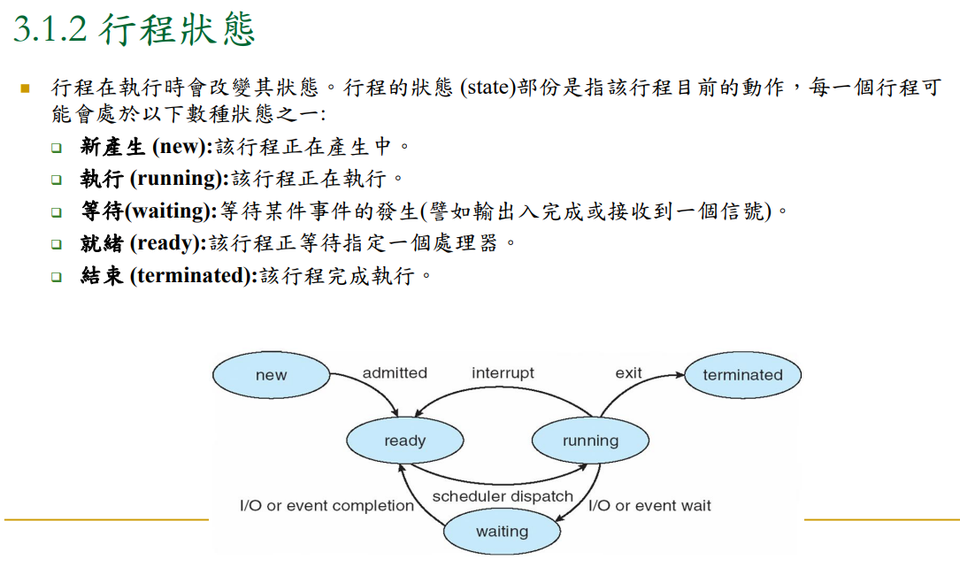 3.1.2 行程狀態
行程在執行時會改變其狀態。行程的狀態 (state)部份是指該行程目前的動作，每一個行程可
能會處於以下數種狀態之一:
新產生 (new):該行程正在產生中。
執行 (running):該行程正在執行。
等待(waiting):等待某件事件的發生(譬如輸出入完成或接收到一個信號)。
就緒 (ready):該行程正等待指定一個處理器。
結束 (terminated):該行程完成執行。
new
admitted
interrupt
exit
terminated
ready
running
I/O or event completion
scheduler dispatch
I/O or event wait
waiting